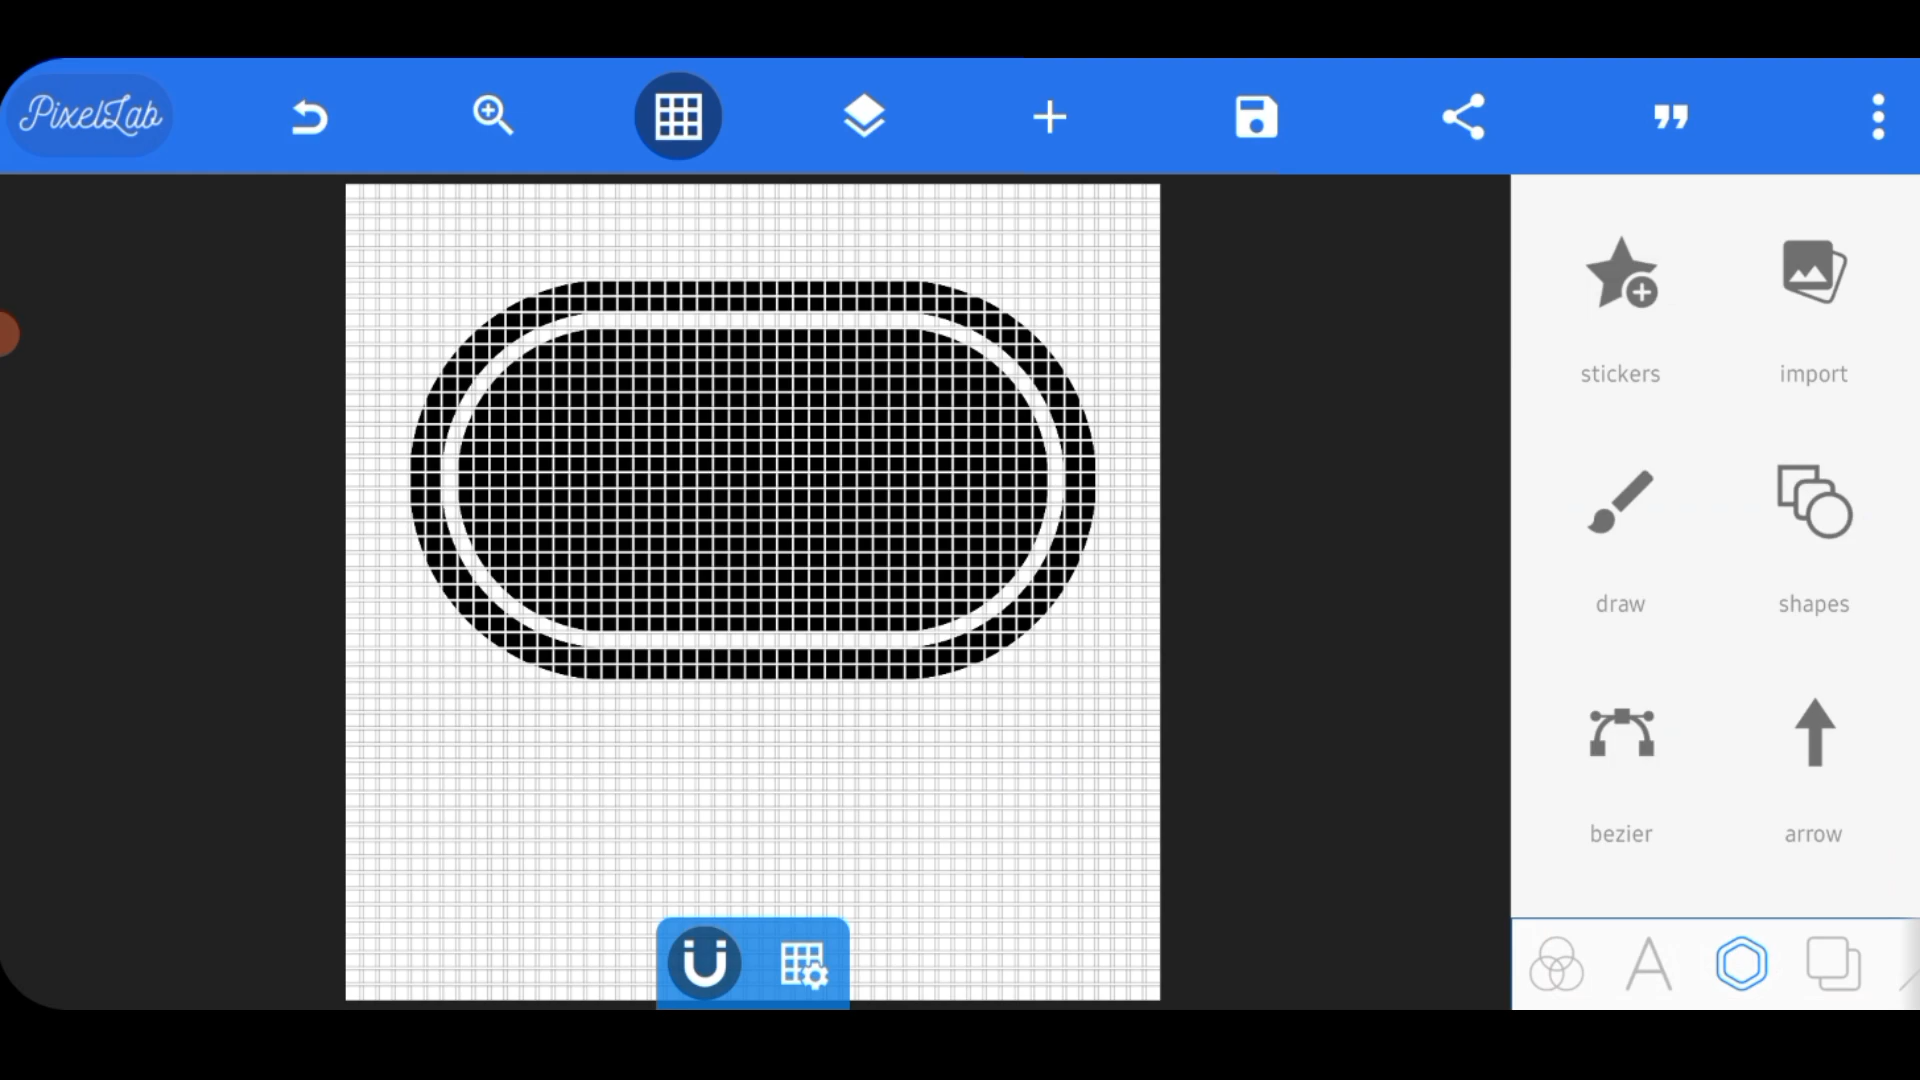 PixelLab
stickers
import
draw
shapes
bezier
arrow